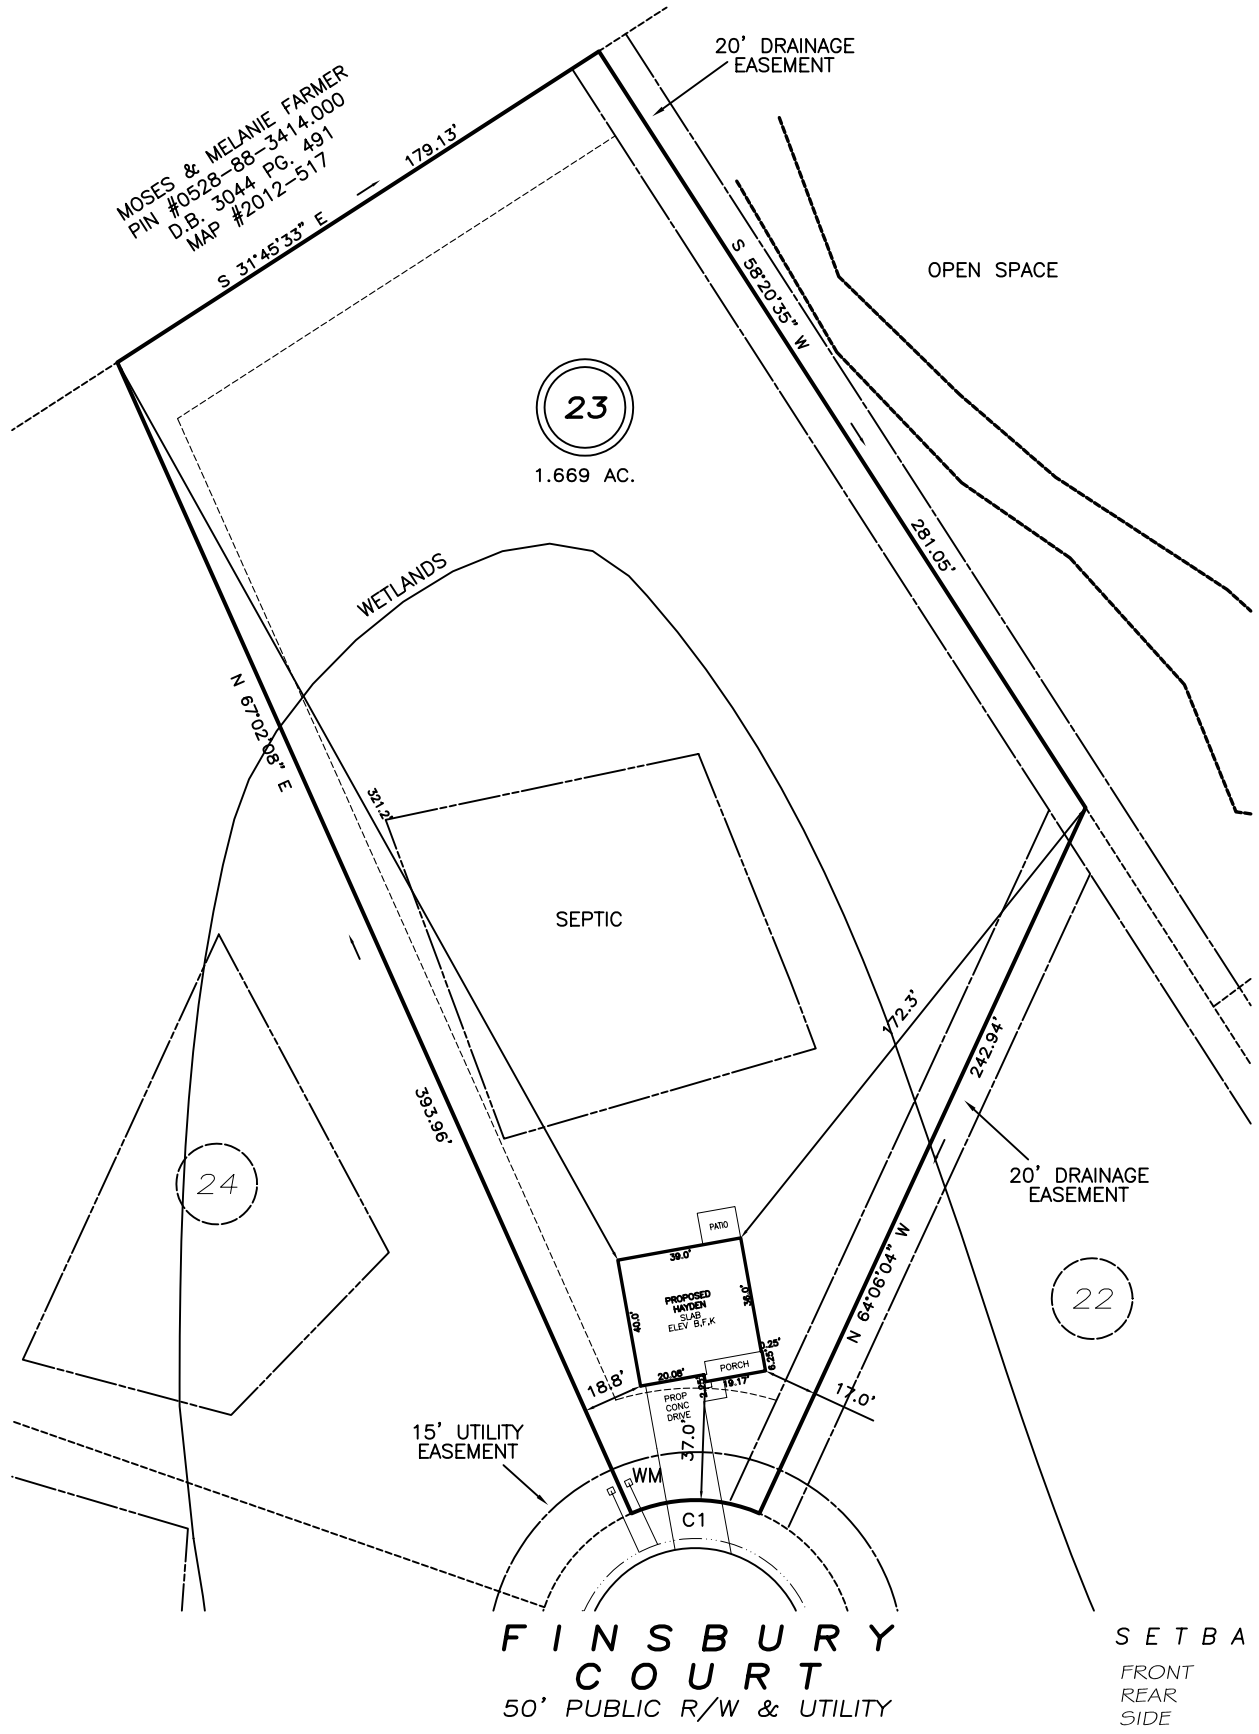 20' DRAINAGE
EASEMENT
MOSES & MELANIE FARMER
PIN #0528-88-3414.000
D.B. 3044 PG. 491
MAP #2012-517
179.13'
S 31°45'33" E
S 58°20'35" W
OPEN SPACE
23
1.669 AC.
281.05'
WETLANDS
N 67°02'08" E
321.2'
SEPTIC
172.3'
242.94'
393.96'
20' DRAINAGE
EASEMENT
24
22
PATIO
39.0'
PROPOSED
HAYDEN
SLAB
ELEV B,F,K
40.0'
N 64°06'04" W
PORCH
6.25'
20.08'
19.17'
18.8'
17.0'
PROP
CONC
DRIVE
37.0'
15' UTILITY
EASEMENT
WM
C1
FINSBURY
COURT
50' PUBLIC R/W & UTILITY
SETBA
FRONT
REAR
SIDE